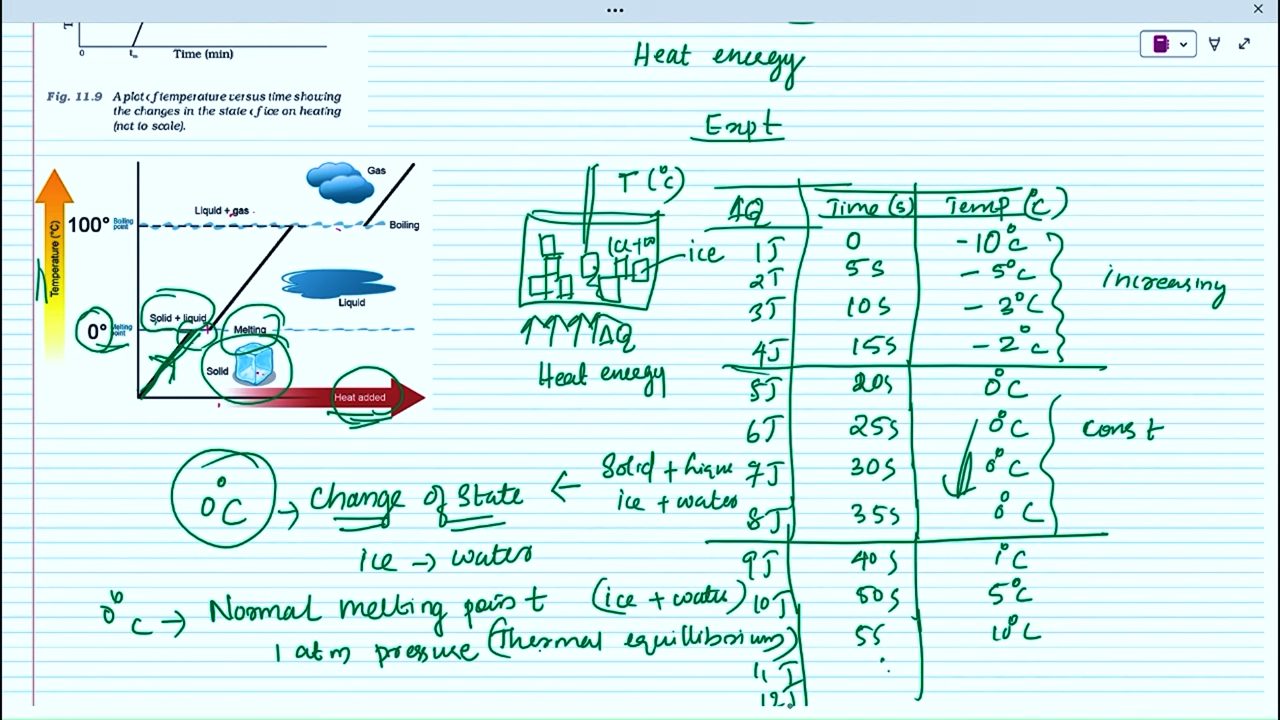 Heat energy
T
0
tₘ
Time (min)
Fig. 11.9 A plot of temperature versus time showing
the changes in the state of ice on heating
(not to scale).
Expt
Temperature (°C)
100°
Boiling
point
Liquid + gas
Gas
Boiling
Liquid
Solid + liquid
0°
Melting
point
Melting
Solid
Heat added
T (°C)
ice
ΔQ
Heat energy
ΔQ Time (s) Temp (°C)
1J 0 -10°C
2J 5s -5°C
3J 10s -3°C
4J 15s -2°C
increasing
5J 20s 0°C
6J 25s 0°C
7J 30s 0°C
8J 35s 0°C
const
9J 40s 1°C
10J 50s 5°C
55 10°C
11J
12J
0°C → Change of State ← Solid + liqu
ice + water
ice → water
0°C → Normal melting point (ice + water)
1 atm pressure (Thermal equillibrium)